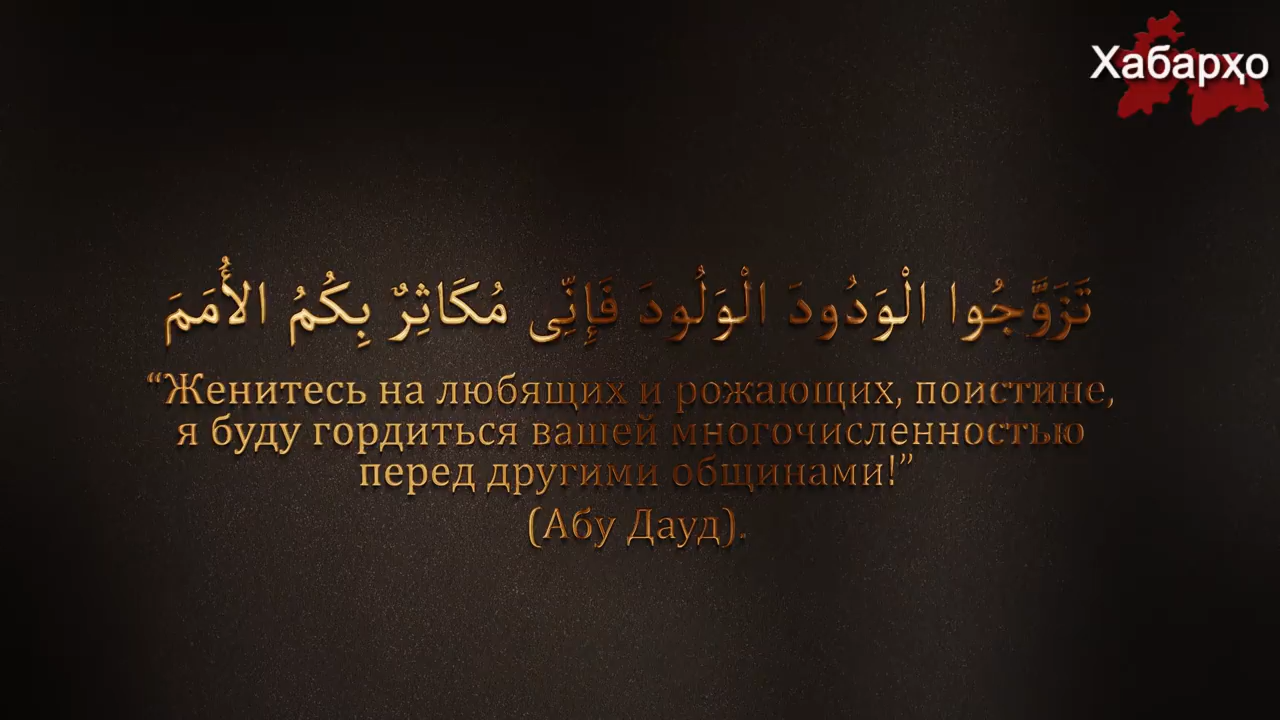 Хабарҳо
تَزَوَّجُوا الْوَدُودَ الْوَلُودَ فَإِنِّى مُكَاثِرٌ بِكُمُ الأُمَمَ
“Женитесь на любящих и рожающих, поистине,
я буду гордиться вашей многочисленностью
перед другими общинами!”
(Абу Дауд).